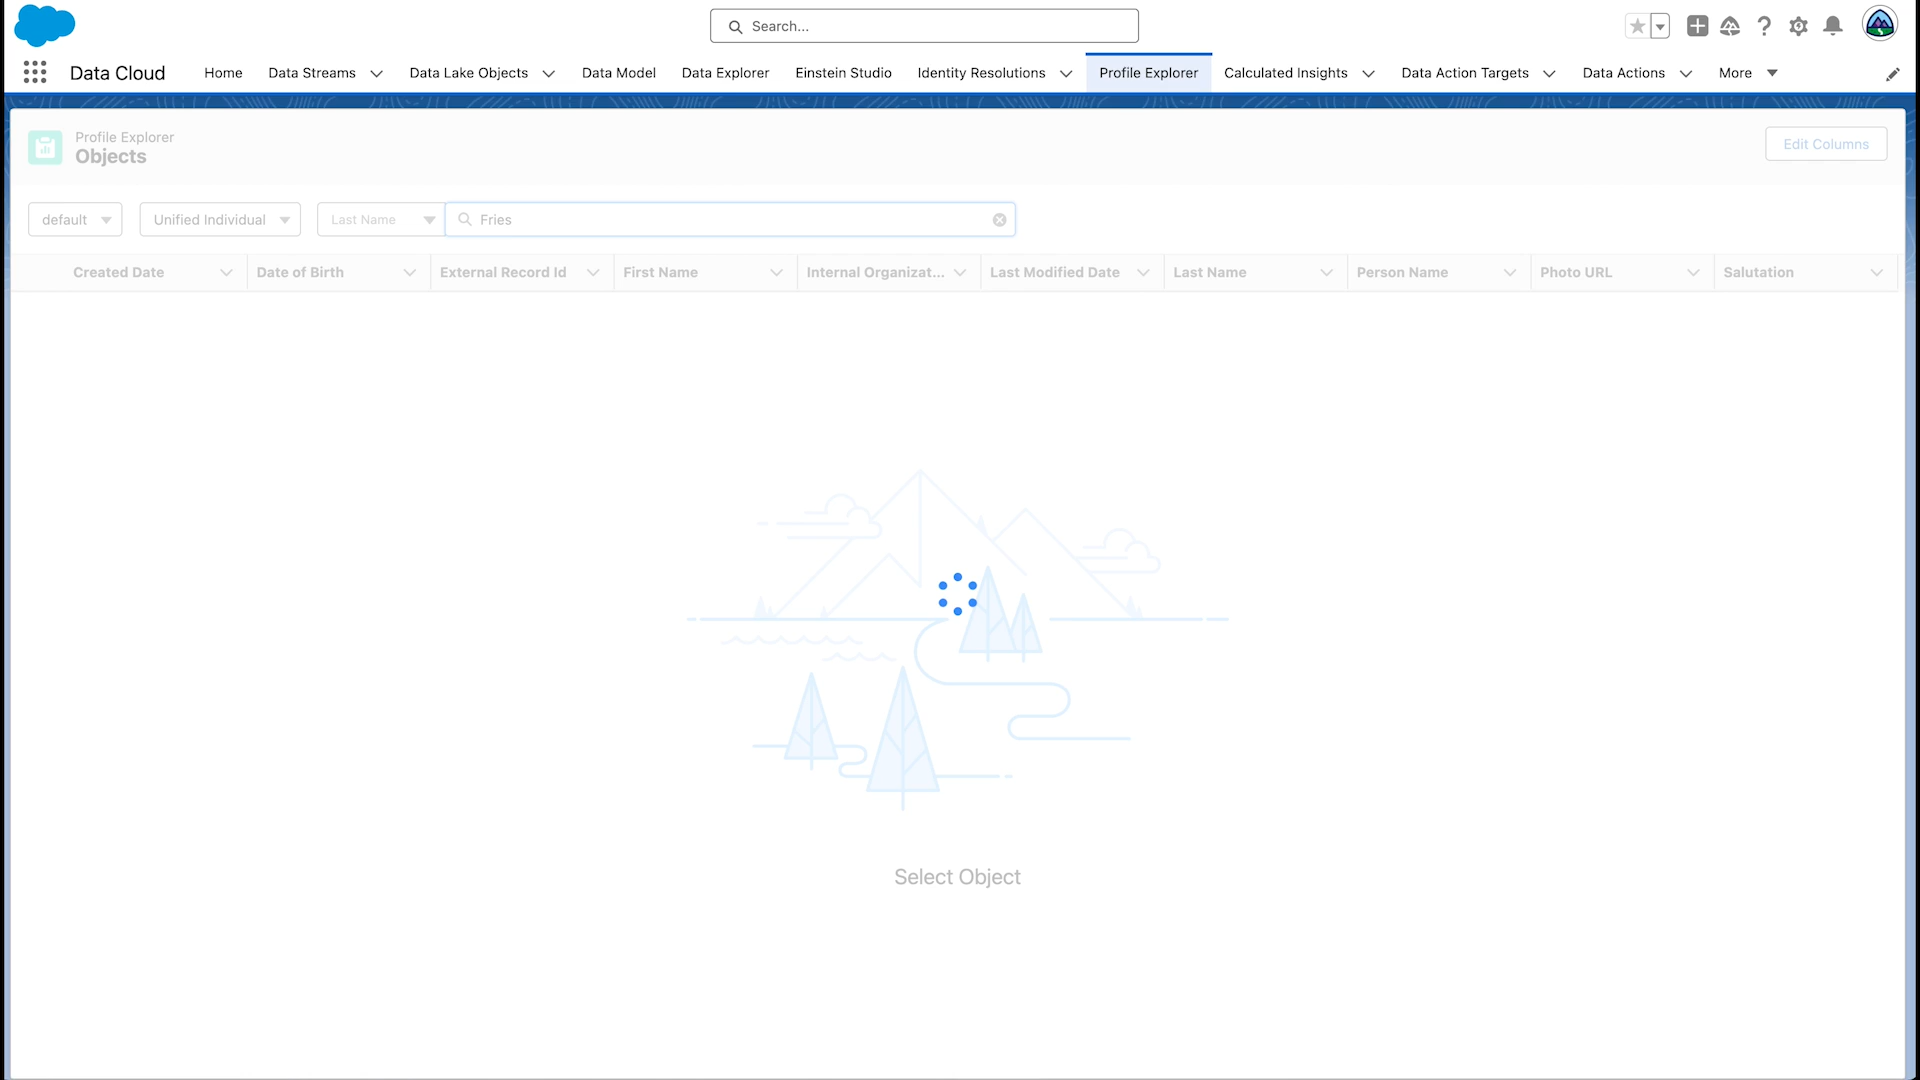 Search...
Data Cloud Home Data Streams Data Lake Objects Data Model Data Explorer Einstein Studio Identity Resolutions Profile Explorer Calculated Insights Data Action Targets Data Actions More
Profile Explorer
Objects
Edit Columns
default Unified Individual Last Name Fries
Created Date Date of Birth External Record Id First Name Internal Organizat... Last Modified Date Last Name Person Name Photo URL Salutation
Select Object